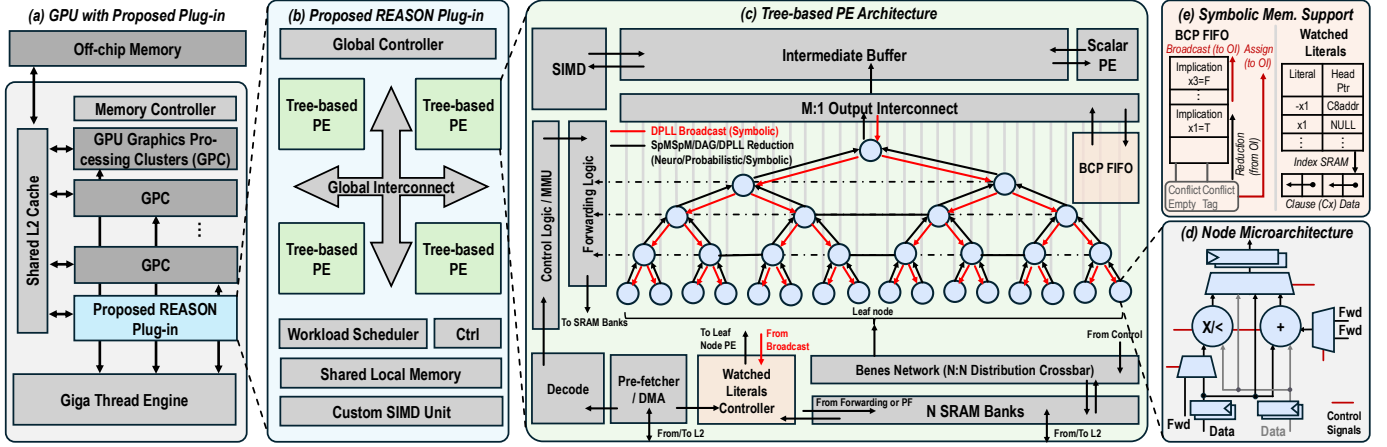 (a) GPU with Proposed Plug-in
Off-chip Memory
Memory Controller
GPU Graphics Pro-
cessing Clusters (GPC)
GPC
...
GPC
Shared L2 Cache
Proposed REASON
Plug-in
Giga Thread Engine
(b) Proposed REASON Plug-in
Global Controller
Tree-based
PE
Tree-based
PE
Global Interconnect
Tree-based
PE
Tree-based
PE
Workload Scheduler
Ctrl
Shared Local Memory
Custom SIMD Unit
(c) Tree-based PE Architecture
SIMD
Intermediate Buffer
Scalar
PE
M:1 Output Interconnect
DPLL Broadcast (Symbolic)
SpMSpM/DAG/DPLL Reduction
(Neuro/Probabilistic/Symbolic)
BCP FIFO
Control Logic / MMU
Forwarding Logic
To SRAM Banks
Leaf node
To Leaf
Node PE
From
Broadcast
From Control
Decode
Pre-fetcher
/ DMA
Watched
Literals
Controller
Benes Network (N:N Distribution Crossbar)
From Forwarding or PF
N SRAM Banks
From/To L2
From/To L2
(e) Symbolic Mem. Support
BCP FIFO
Broadcast (to OI)
Assign
(to OI)
Implication
x3=F
⋮
Implication
x1=T
Reduction
(from OI)
Conflict
Empty
Conflict
Tag
Watched
Literals
Literal
Head
Ptr
-x1
C8addr
x1
NULL
⋮
⋮
Index SRAM
Clause (Cx) Data
(d) Node Microarchitecture
X/<
+
Fwd
Fwd
Fwd
Data
Data
Control
Signals